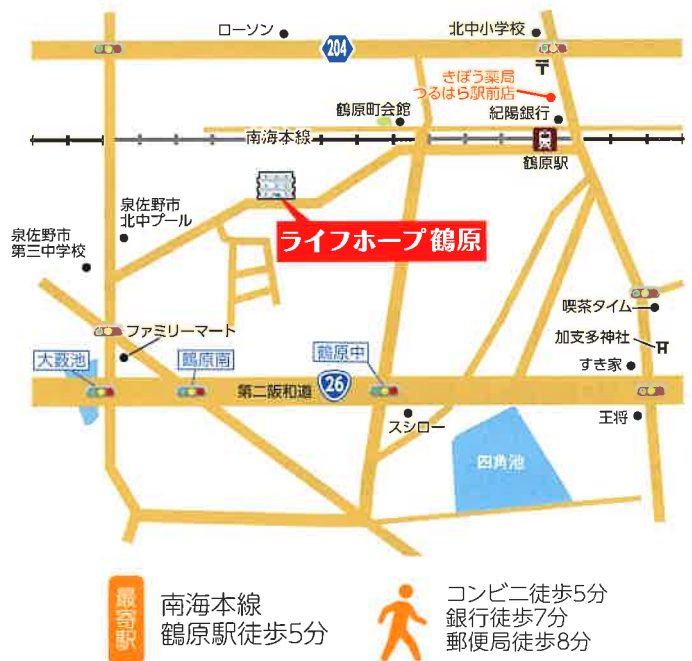 ローソン
204
北中小学校
きぼう薬局
つるはら駅前店
鶴原町会館
紀陽銀行
南海本線
鶴原駅
泉佐野市
北中プール
ライフホープ鶴原
泉佐野市
第三中学校
喫茶タイム
ファミリーマート
加支多神社
大藪池
鶴原南
鶴原中
すき家
第二阪和道
26
スシロー
王将
四角池
最寄駅
南海本線
鶴原駅徒歩5分
コンビニ徒歩5分
銀行徒歩7分
郵便局徒歩8分